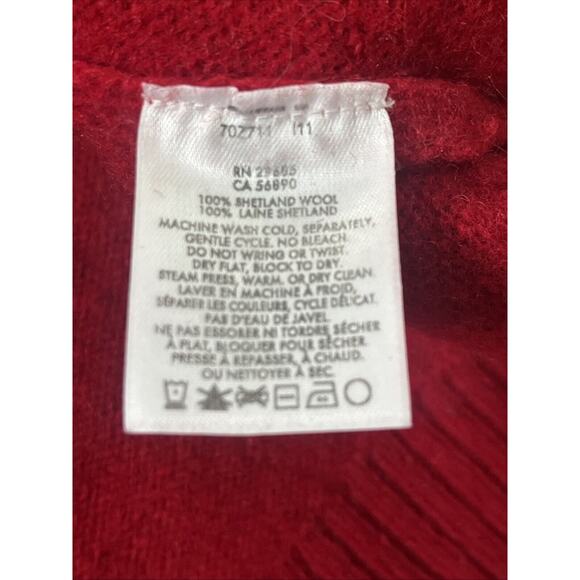 702711 I11
RN 29685
CA 56890
100% SHETLAND WOOL
100% LAINE SHETLAND
MACHINE WASH COLD, SEPARATELY,
GENTLE CYCLE. NO BLEACH.
DO NOT WRING OR TWIST.
DRY FLAT, BLOCK TO DRY.
STEAM PRESS, WARM. OR DRY CLEAN.
LAVER EN MACHINE À FROID,
SÉPARER LES COULEURS, CYCLE DÉLICAT.
PAS D'EAU DE JAVEL.
NE PAS ESSORER NI TORDRE SÉCHER
À PLAT, BLOQUER POUR SÉCHER.
PRESSE À REPASSER, À CHAUD.
OU NETTOYER À SEC.